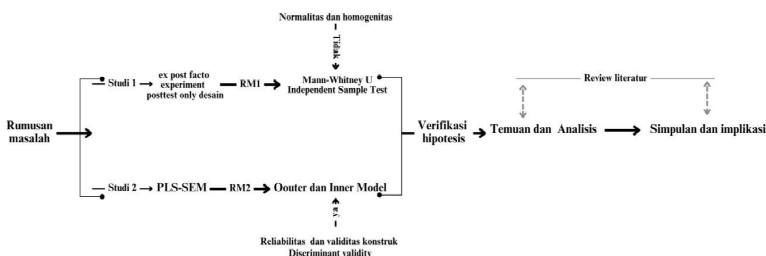 Normalitas dan homogenitas
Tidak
Rumusan
masalah
Studi 1
ex post facto
experiment
posttest only desain
RM1
Mann-Whitney U
Independent Sample Test
Studi 2
PLS-SEM
RM2
Oouter dan Inner Model
ya
Reliabilitas dan validitas konstruk
Discriminant validity
Verifikasi
hipotesis
Review literatur
Temuan dan Analisis
Simpulan dan implikasi